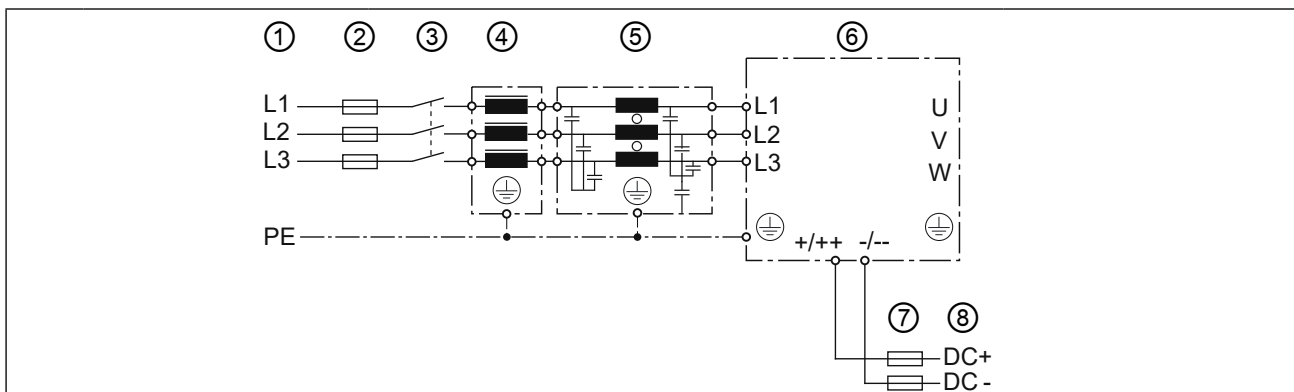 ① ② ③ ④ ⑤ ⑥
L1 L1 U
L2 L2 V
L3 L3 W
PE +/++ -/--
⑦ ⑧
DC+
DC -